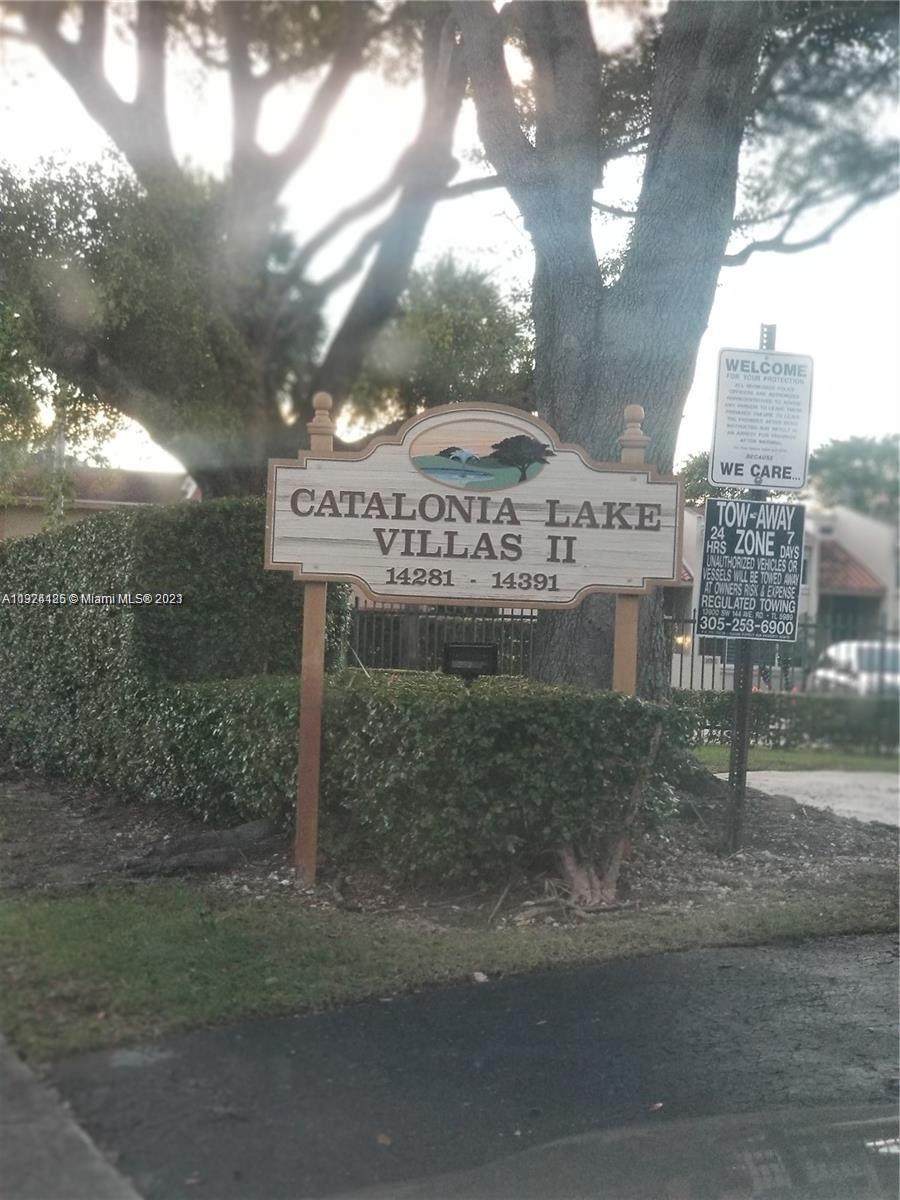 WELCOME
FOR YOUR PROTECTION
BECAUSE
WE CARE...
CATALONIA LAKE
VILLAS II
14281 - 14391
TOW-AWAY
24 HRS ZONE 7 DAYS
UNAUTHORIZED VEHICLES OR
VESSELS WILL BE TOWED AWAY
AT OWNERS RISK & EXPENSE
REGULATED TOWING
305-253-6900
Miami MLS® 2023